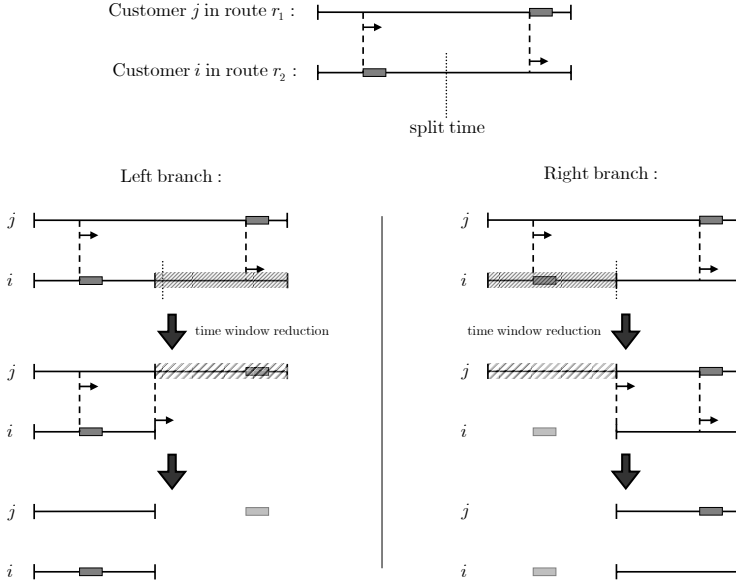 Customer j in route r₁ :
Customer i in route r₂ :
split time
Left branch :
Right branch :
j
j
i
i
time window reduction
time window reduction
j
j
i
i
j
j
i
i